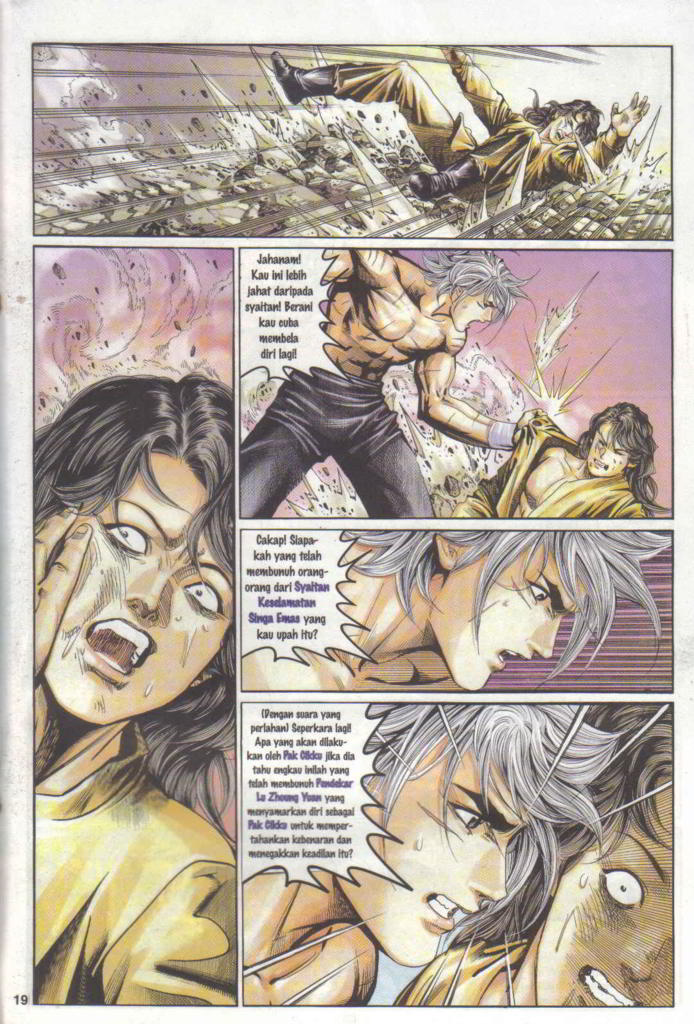 Jahanam!
Kau ini lebih
jahat daripada
syaitan! Berani
kau cuba
membela
diri lagi!
Cakap! Siapa-
kah yang telah
membunuh orang-
orang dari Syaitan
Keselamatan
Singa Emas yang
kau upah itu?
(Dengan suara yang
perlahan) Seperkara lagi!
Apa yang akan dilaku-
kan oleh Pak Cikku jika dia
tahu engkau inilah yang
telah membunuh Pendekar
Lu Zhoung Yuan yang
menyamarkan diri sebagai
Pak Cikku untuk memper-
tahankan kebenaran dan
menegakkan keadilan itu?
19